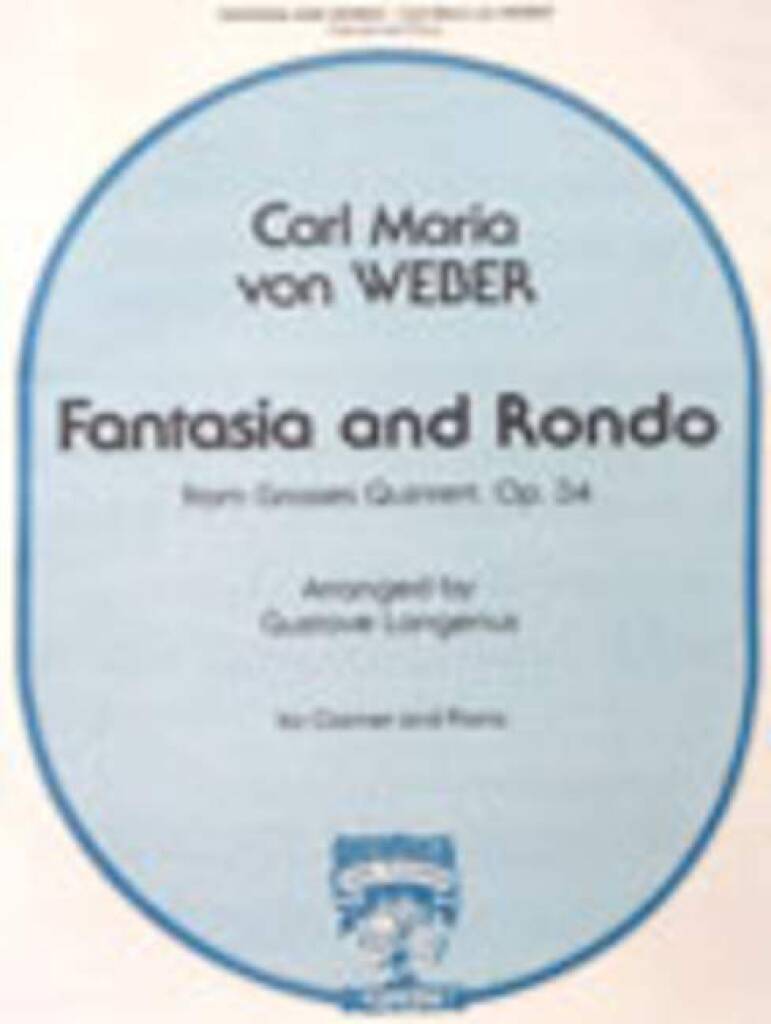 Carl Maria
von WEBER
Fantasia and Rondo
from Grosses Quintett, Op. 34
Arranged by
Gustave Langenus
for Clarinet and Piano